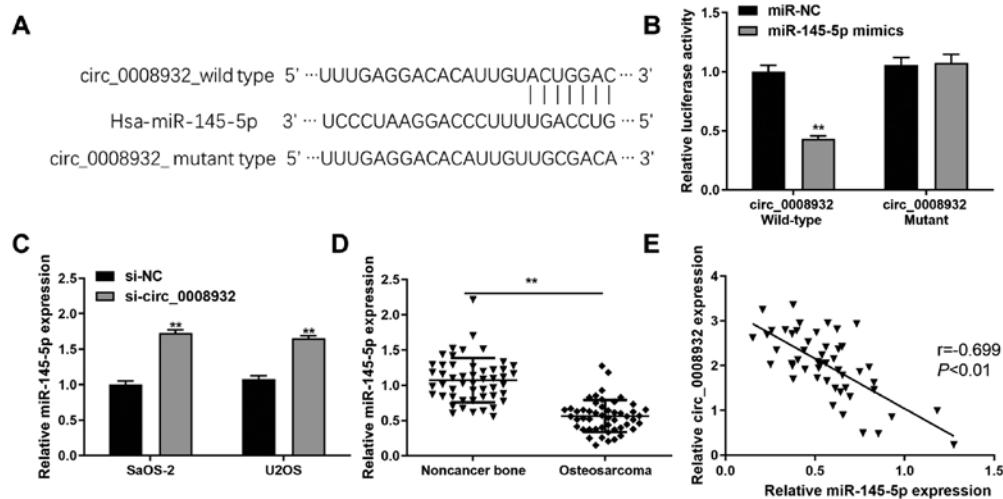 A
circ_0008932_wild type 5' ···UUUGAGGACACAUUGUACUGGAC··· 3'
Hsa-miR-145-5p 3' ···UCCCUAAGGACCCUUUUGACCUG··· 5'
circ_0008932_ mutant type 5' ···UUUGAGGACACAUUGUUGCGACA··· 3'
B
miR-NC
miR-145-5p mimics
Relative luciferase activity
1.5
1.0
0.5
0.0
**
circ_0008932
Wild-type
circ_0008932
Mutant
C
si-NC
si-circ_0008932
Relative miR-145-5p expression
2.5
2.0
1.5
1.0
0.5
0.0
**
**
SaOS-2
U2OS
D
Relative miR-145-5p expression
2.5
2.0
1.5
1.0
0.5
0.0
**
Noncancer bone
Osteosarcoma
E
Relative circ_0008932 expression
4
3
2
1
0
r=-0.699
P<0.01
0.0
0.5
1.0
1.5
Relative miR-145-5p expression